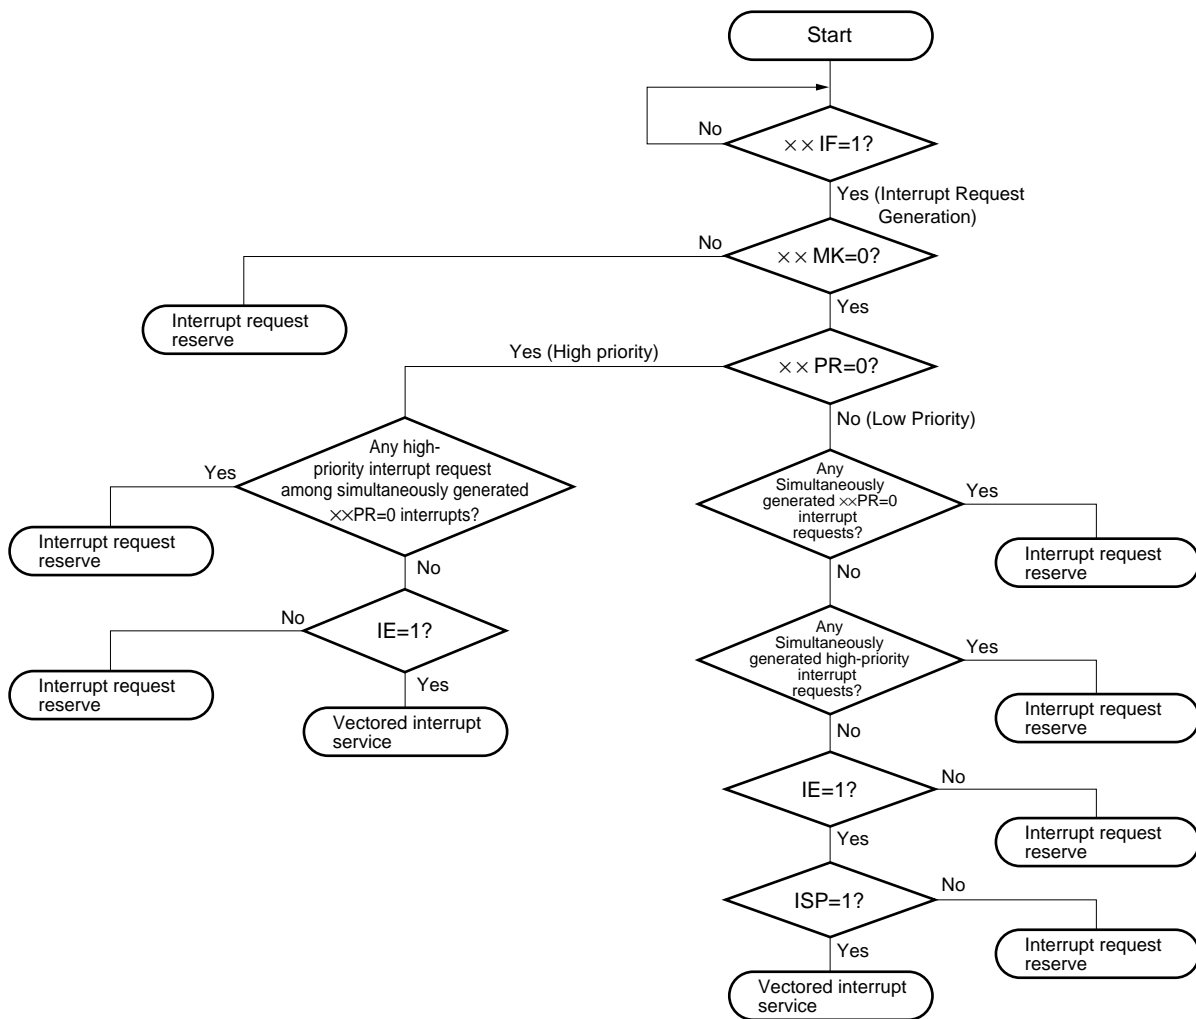 Start
No
×× IF=1?
Yes (Interrupt Request
Generation)
No
×× MK=0?
Interrupt request
reserve
Yes
Yes (High priority)
×× PR=0?
No (Low Priority)
Any high-
priority interrupt request
among simultaneously generated
××PR=0 interrupts?
Yes
Interrupt request
reserve
No
Any
Simultaneously
generated ××PR=0
interrupt
requests?
Yes
Interrupt request
reserve
No
IE=1?
No
Interrupt request
reserve
Yes
Vectored interrupt
service
Any
Simultaneously
generated high-priority
interrupt
requests?
Yes
Interrupt request
reserve
No
IE=1?
No
Interrupt request
reserve
Yes
ISP=1?
No
Interrupt request
reserve
Yes
Vectored interrupt
service